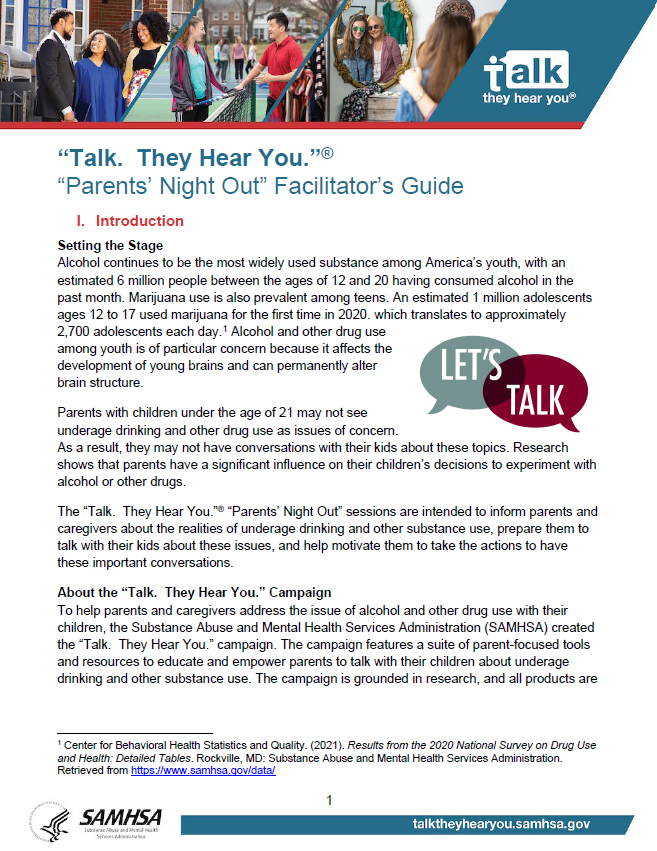 talk
they hear you®
“Talk.  They Hear You.”®
“Parents’ Night Out” Facilitator’s Guide
I. Introduction
Setting the Stage
Alcohol continues to be the most widely used substance among America’s youth, with an
estimated 6 million people between the ages of 12 and 20 having consumed alcohol in the
past month. Marijuana use is also prevalent among teens. An estimated 1 million adolescents
ages 12 to 17 used marijuana for the first time in 2020. which translates to approximately
2,700 adolescents each day.1 Alcohol and other drug use
among youth is of particular concern because it affects the
development of young brains and can permanently alter
brain structure.
LET’S
TALK
Parents with children under the age of 21 may not see
underage drinking and other drug use as issues of concern.
As a result, they may not have conversations with their kids about these topics. Research
shows that parents have a significant influence on their children’s decisions to experiment with
alcohol or other drugs.
The “Talk.  They Hear You.”® “Parents’ Night Out” sessions are intended to inform parents and
caregivers about the realities of underage drinking and other substance use, prepare them to
talk with their kids about these issues, and help motivate them to take the actions to have
these important conversations.
About the “Talk.  They Hear You.” Campaign
To help parents and caregivers address the issue of alcohol and other drug use with their
children, the Substance Abuse and Mental Health Services Administration (SAMHSA) created
the “Talk.  They Hear You.” campaign. The campaign features a suite of parent-focused tools
and resources to educate and empower parents to talk with their children about underage
drinking and other substance use. The campaign is grounded in research, and all products are
1 Center for Behavioral Health Statistics and Quality. (2021). Results from the 2020 National Survey on Drug Use
and Health: Detailed Tables. Rockville, MD: Substance Abuse and Mental Health Services Administration.
Retrieved from https://www.samhsa.gov/data/
1
SAMHSA
Substance Abuse and Mental Health
Services Administration
talktheyhearyou.samhsa.gov